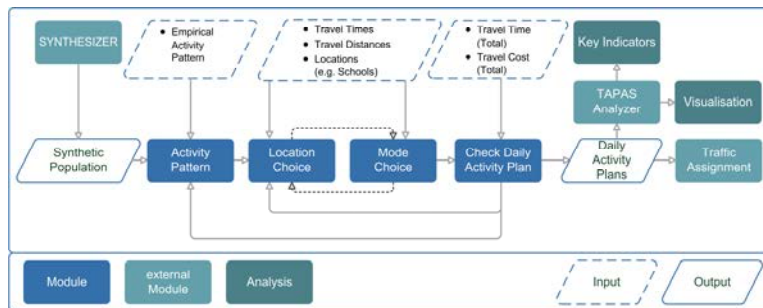 SYNTHESIZER
• Empirical
Activity
Pattern
• Travel Times
• Travel Distances
• Locations
(e.g. Schools)
• Travel Time
(Total)
• Travel Cost
(Total)
Key Indicators
TAPAS
Analyzer
Visualisation
Synthetic
Population
Activity
Pattern
Location
Choice
Mode
Choice
Check Daily
Activity Plan
Daily
Activity
Plans
Traffic
Assignment
Module
external
Module
Analysis
Input
Output